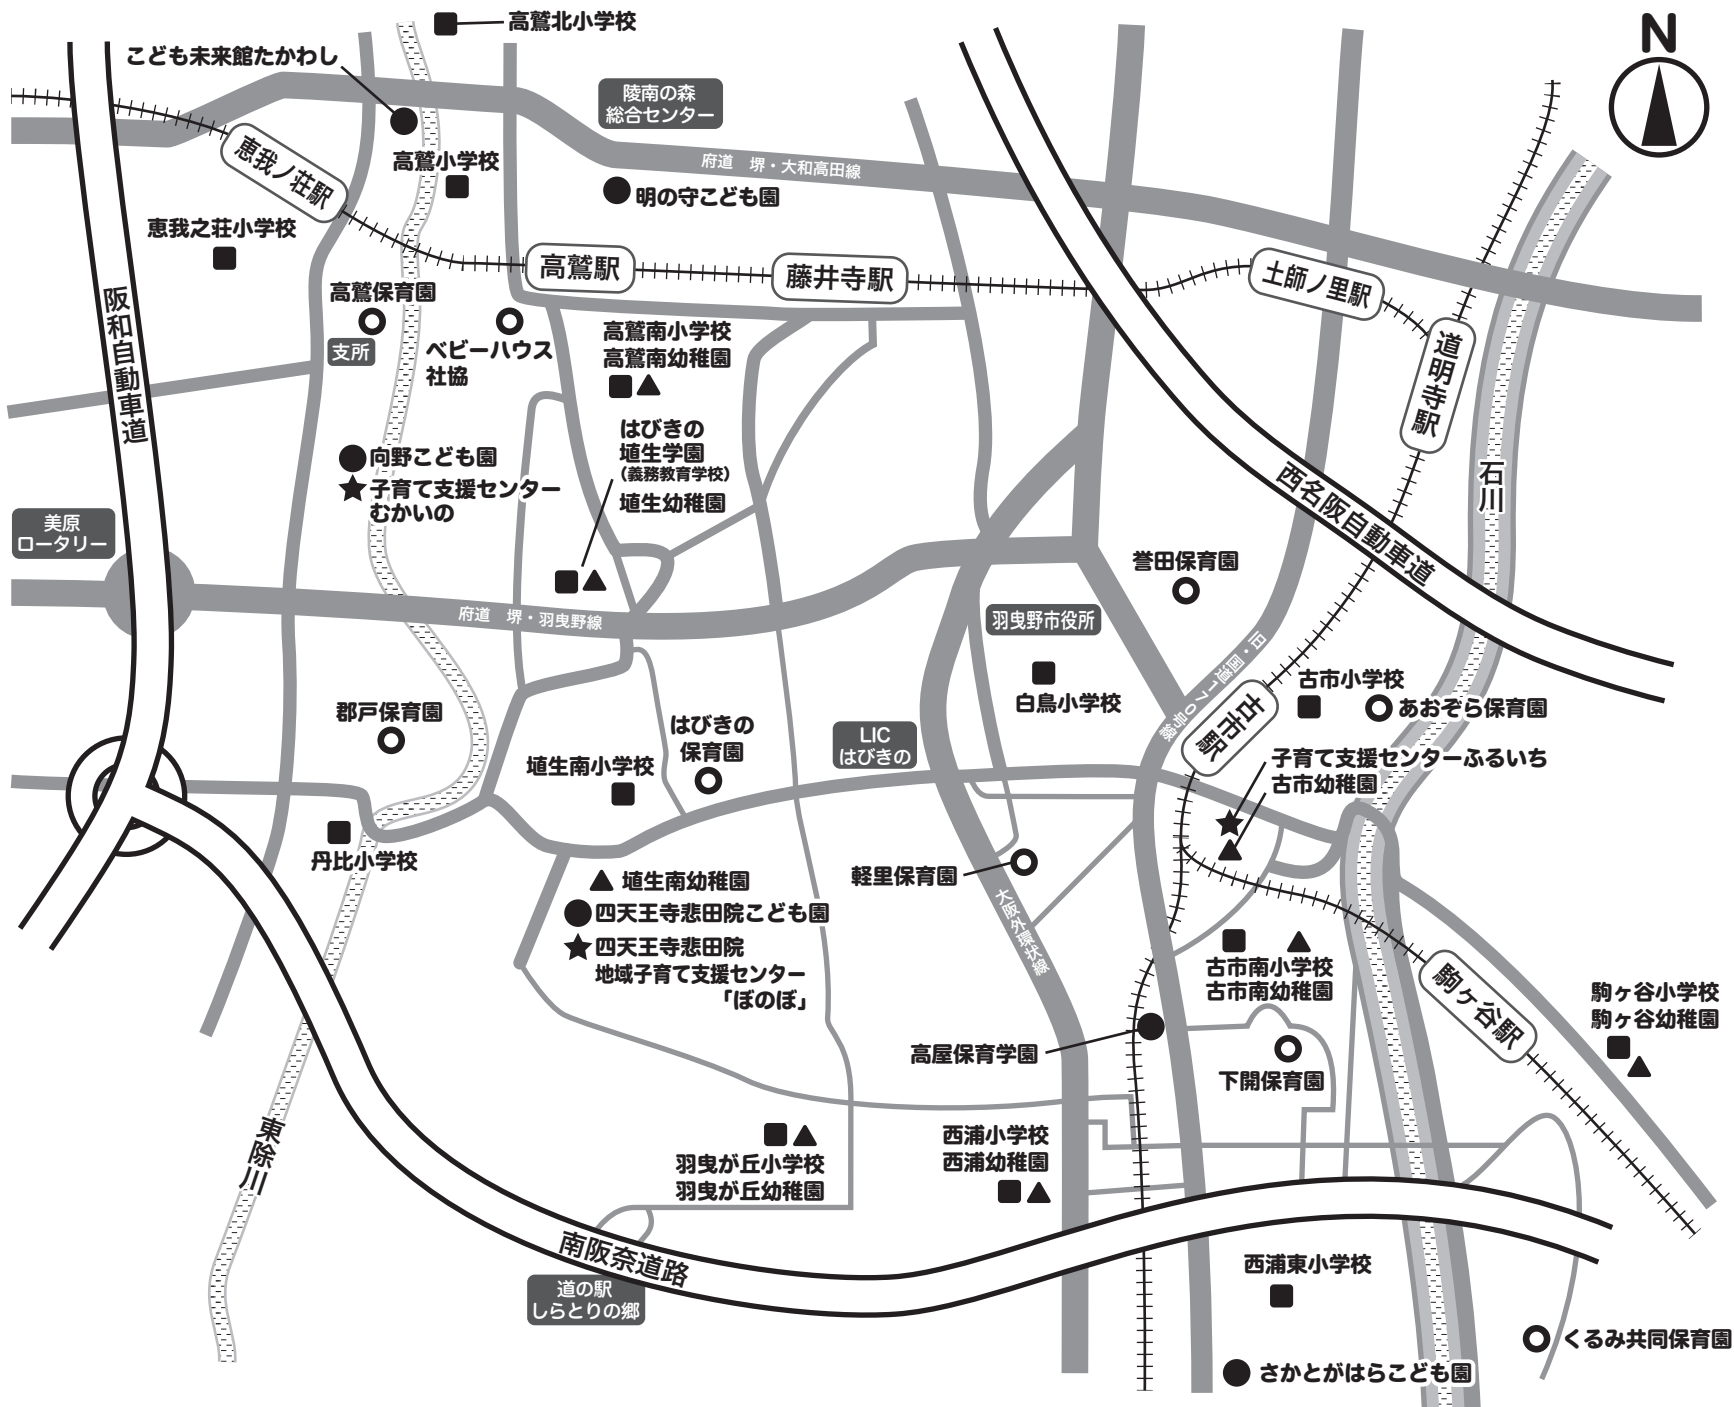 高鷲北小学校
N
こども未来館たかわし
陵南の森
総合センター
恵我ノ荘駅
高鷲小学校
府道　堺・大和高田線
明の守こども園
恵我之荘小学校
高鷲駅
藤井寺駅
土師ノ里駅
道明寺駅
阪和自動車道
高鷲保育園
支所
ベビーハウス
社協
高鷲南小学校
高鷲南幼稚園
はびきの
埴生学園
(義務教育学校)
埴生幼稚園
向野こども園
子育て支援センター
むかいの
石川
西名阪自動車道
美原
ロータリー
誉田保育園
府道　堺・羽曳野線
羽曳野市役所
旧・国道170号線
白鳥小学校
古市小学校
あおぞら保育園
古市駅
郡戸保育園
はびきの
保育園
LIC
はびきの
埴生南小学校
子育て支援センターふるいち
古市幼稚園
丹比小学校
軽里保育園
埴生南幼稚園
四天王寺悲田院こども園
四天王寺悲田院
地域子育て支援センター
「ぼのぼ」
大阪外環状線
古市南小学校
古市南幼稚園
駒ヶ谷駅
駒ヶ谷小学校
駒ヶ谷幼稚園
高屋保育学園
下開保育園
東除川
羽曳が丘小学校
羽曳が丘幼稚園
西浦小学校
西浦幼稚園
南阪奈道路
道の駅
しらとりの郷
西浦東小学校
くるみ共同保育園
さかとがはらこども園